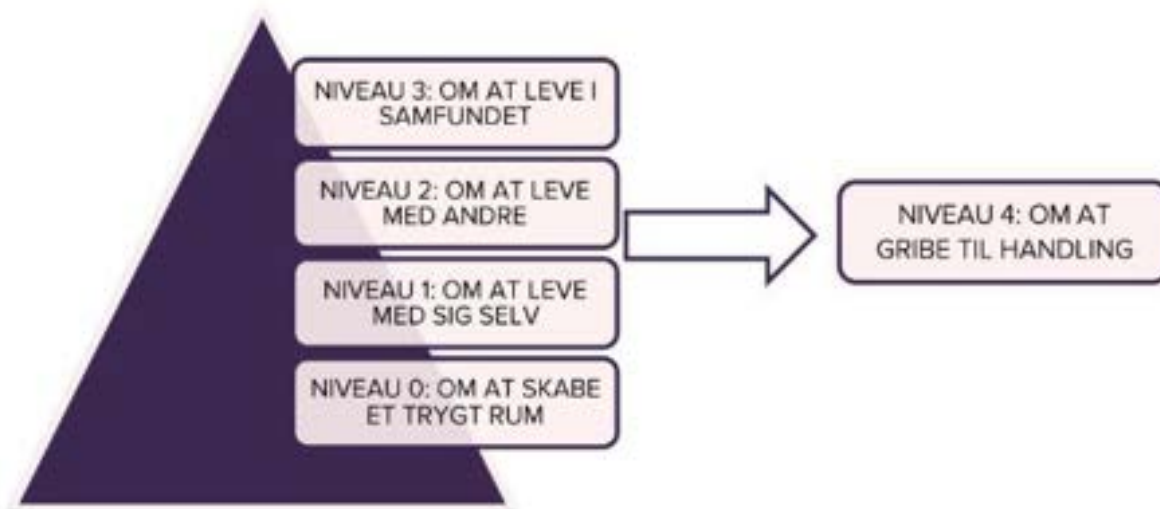 NIVEAU 3: OM AT LEVE I
SAMFUNDET
NIVEAU 2: OM AT LEVE
MED ANDRE
NIVEAU 1: OM AT LEVE
MED SIG SELV
NIVEAU 0: OM AT SKABE
ET TRYGT RUM
NIVEAU 4: OM AT
GRIBE TIL HANDLING